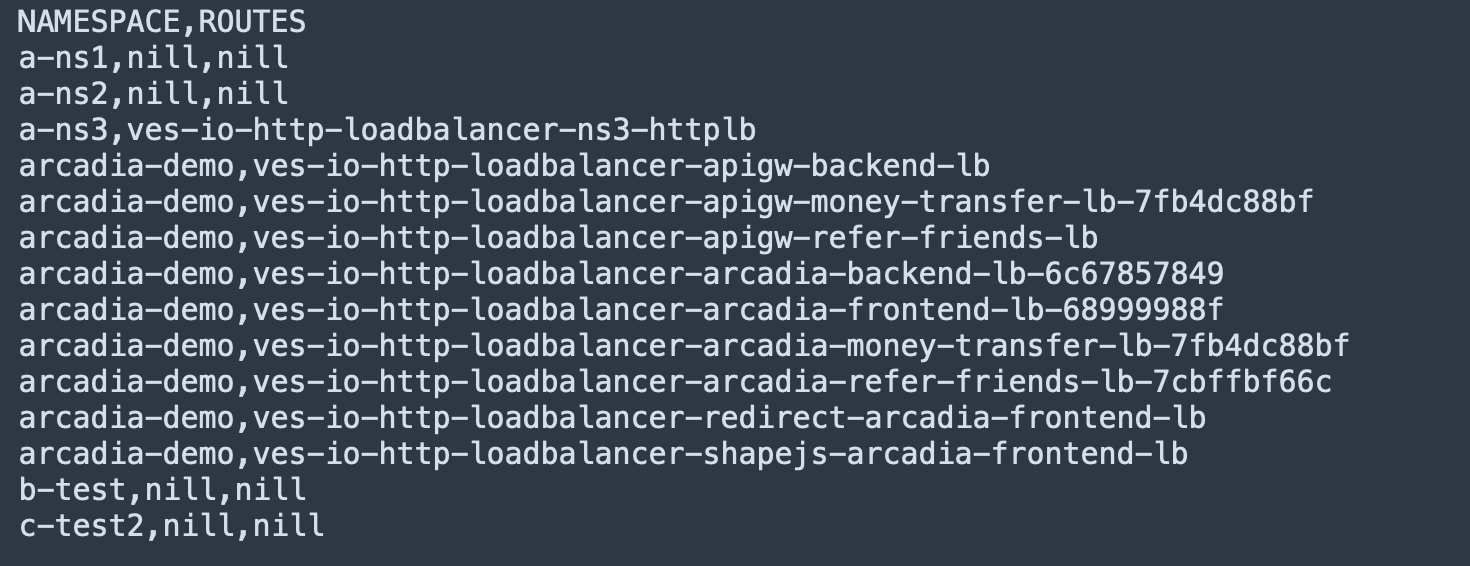 NAMESPACE,ROUTES
a-ns1,nill,nill
a-ns2,nill,nill
a-ns3,ves-io-http-loadbalancer-ns3-httplb
arcadia-demo,ves-io-http-loadbalancer-apigw-backend-lb
arcadia-demo,ves-io-http-loadbalancer-apigw-money-transfer-lb-7fb4dc88bf
arcadia-demo,ves-io-http-loadbalancer-apigw-refer-friends-lb
arcadia-demo,ves-io-http-loadbalancer-arcadia-backend-lb-6c67857849
arcadia-demo,ves-io-http-loadbalancer-arcadia-frontend-lb-68999988f
arcadia-demo,ves-io-http-loadbalancer-arcadia-money-transfer-lb-7fb4dc88bf
arcadia-demo,ves-io-http-loadbalancer-arcadia-refer-friends-lb-7cbffbf66c
arcadia-demo,ves-io-http-loadbalancer-redirect-arcadia-frontend-lb
arcadia-demo,ves-io-http-loadbalancer-shapejs-arcadia-frontend-lb
b-test,nill,nill
c-test2,nill,nill